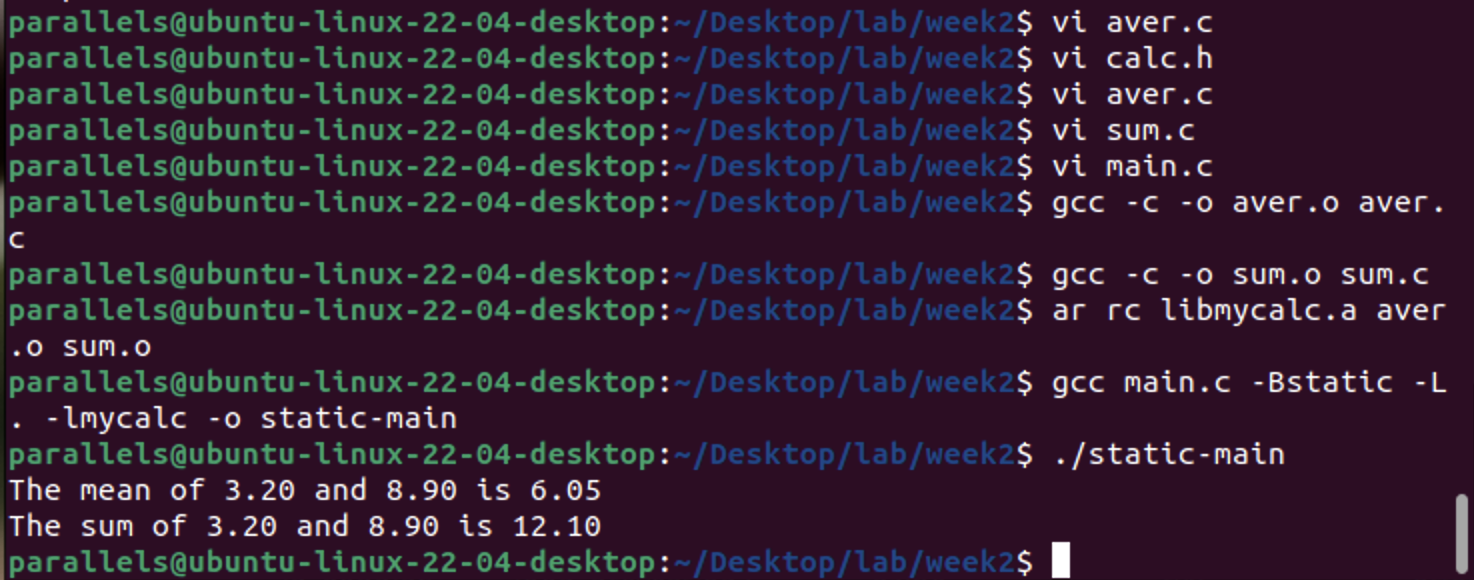 parallels@ubuntu-linux-22-04-desktop:~/Desktop/lab/week2$ vi aver.c
parallels@ubuntu-linux-22-04-desktop:~/Desktop/lab/week2$ vi calc.h
parallels@ubuntu-linux-22-04-desktop:~/Desktop/lab/week2$ vi aver.c
parallels@ubuntu-linux-22-04-desktop:~/Desktop/lab/week2$ vi sum.c
parallels@ubuntu-linux-22-04-desktop:~/Desktop/lab/week2$ vi main.c
parallels@ubuntu-linux-22-04-desktop:~/Desktop/lab/week2$ gcc -c -o aver.o aver.
c
parallels@ubuntu-linux-22-04-desktop:~/Desktop/lab/week2$ gcc -c -o sum.o sum.c
parallels@ubuntu-linux-22-04-desktop:~/Desktop/lab/week2$ ar rc libmycalc.a aver
.o sum.o
parallels@ubuntu-linux-22-04-desktop:~/Desktop/lab/week2$ gcc main.c -Bstatic -L
. -lmycalc -o static-main
parallels@ubuntu-linux-22-04-desktop:~/Desktop/lab/week2$ ./static-main
The mean of 3.20 and 8.90 is 6.05
The sum of 3.20 and 8.90 is 12.10
parallels@ubuntu-linux-22-04-desktop:~/Desktop/lab/week2$